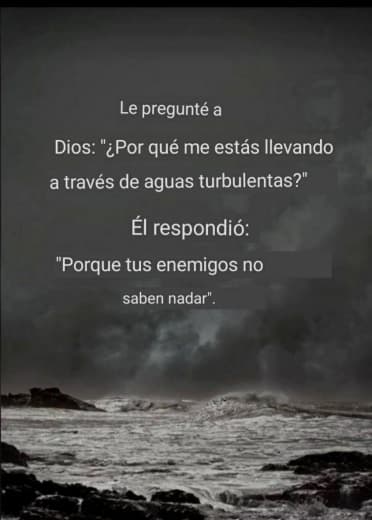 Le pregunté a
Dios: "¿Por qué me estás llevando
a través de aguas turbulentas?"
Él respondió:
"Porque tus enemigos no
saben nadar".